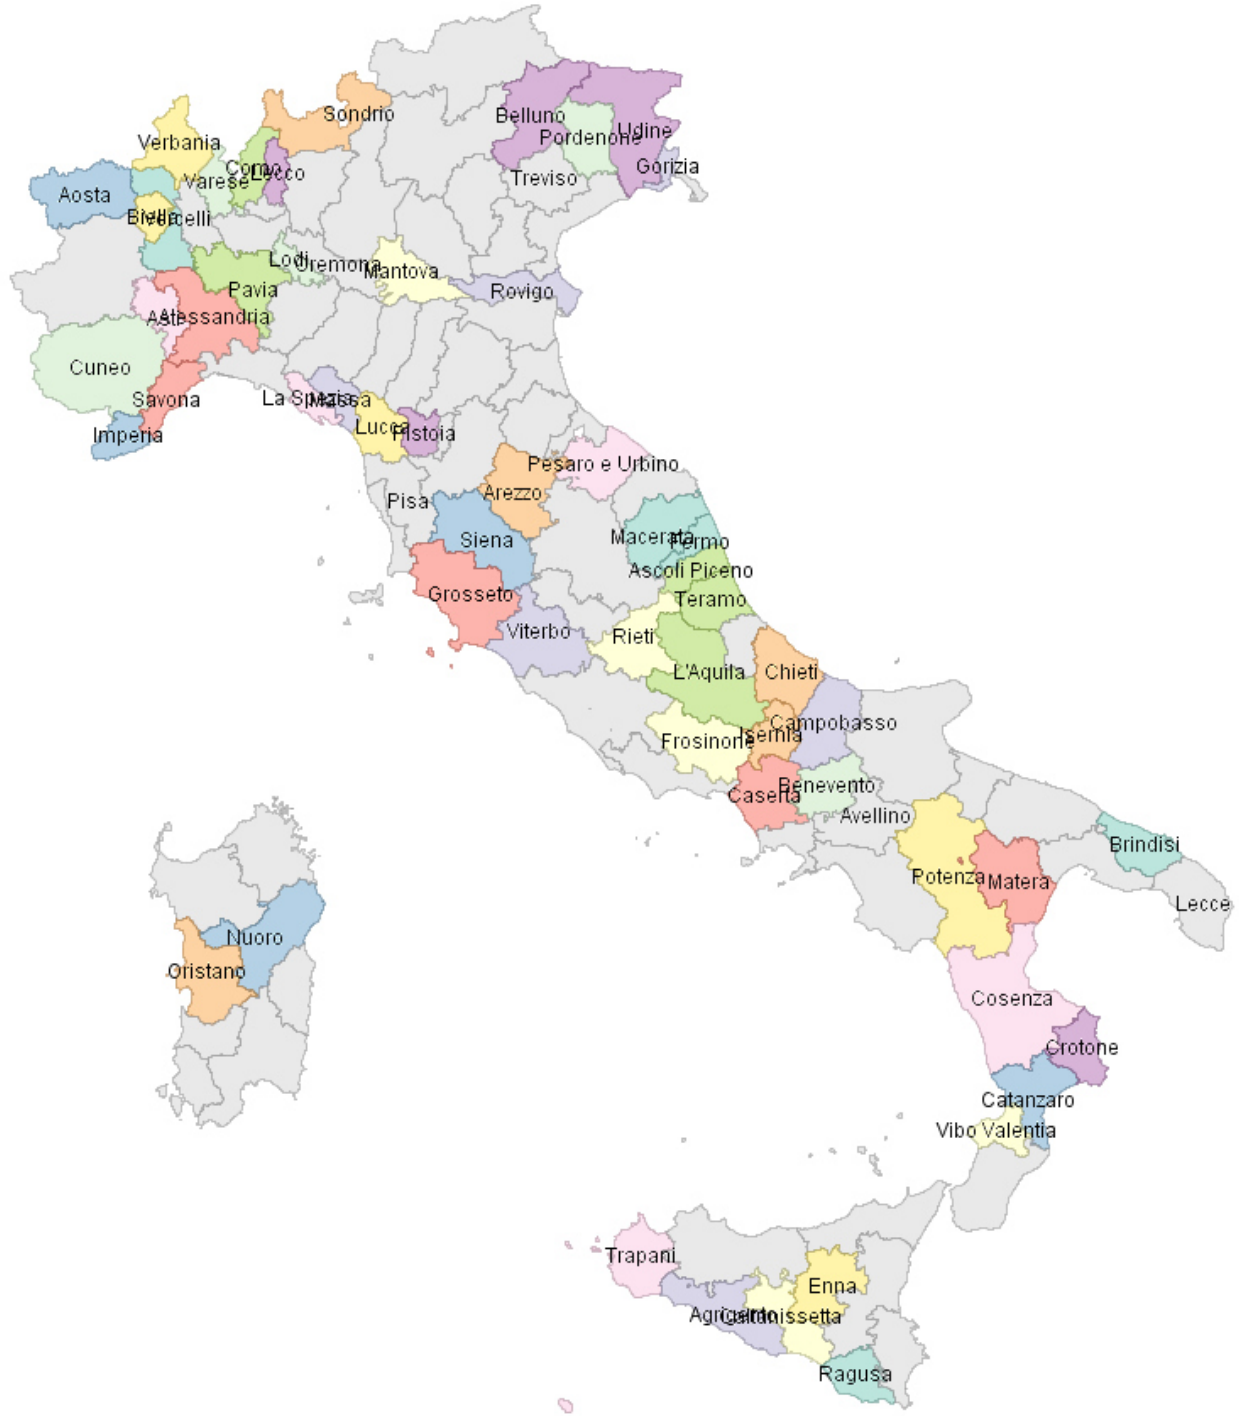 Sondrio
Belluno
Udine
Pordenone
Verbania
Gorizia
Como
Lecco
Varese
Treviso
Aosta
Biella
Vercelli
Lodi
Cremona
Mantova
Pavia
Rovigo
Asti
Alessandria
Cuneo
Savona
La Spezia
Massa
Lucca
Pistoia
Imperia
Pesaro e Urbino
Arezzo
Pisa
Siena
Macerata
Fermo
Ascoli Piceno
Grosseto
Teramo
Viterbo
Rieti
L'Aquila
Chieti
Campobasso
Isernia
Frosinone
Benevento
Caserta
Avellino
Brindisi
Potenza
Matera
Lecce
Nuoro
Oristano
Cosenza
Crotone
Catanzaro
Vibo Valentia
Trapani
Enna
Agrigento
Caltanissetta
Ragusa